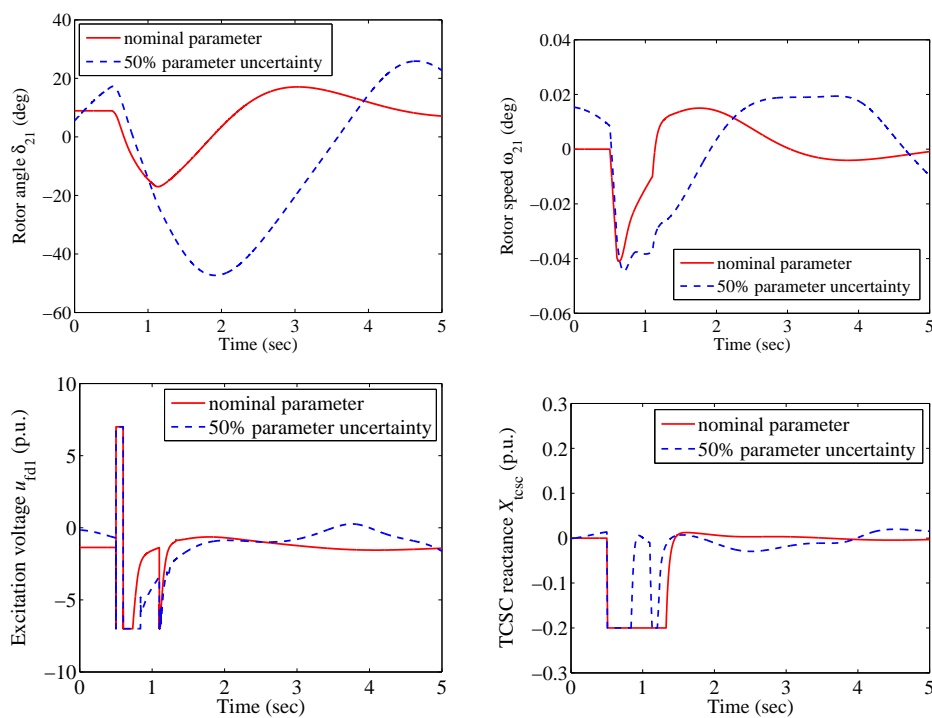 40
20
0
−20
−40
−60
Rotor angle δ21 (deg)
nominal parameter
50% parameter uncertainty
0 1 2 3 4 5
Time (sec)
0.04
0.02
0
−0.02
−0.04
−0.06
Rotor speed ω21 (deg)
nominal parameter
50% parameter uncertainty
0 1 2 3 4 5
Time (sec)
10
5
0
−5
−10
Excitation voltage ufd1 (p.u.)
nominal parameter
50% parameter uncertainty
0 1 2 3 4 5
Time (sec)
0.3
0.2
0.1
0
−0.1
−0.2
−0.3
TCSC reactance Xtcsc (p.u.)
nominal parameter
50% parameter uncertainty
0 1 2 3 4 5
Time (sec)